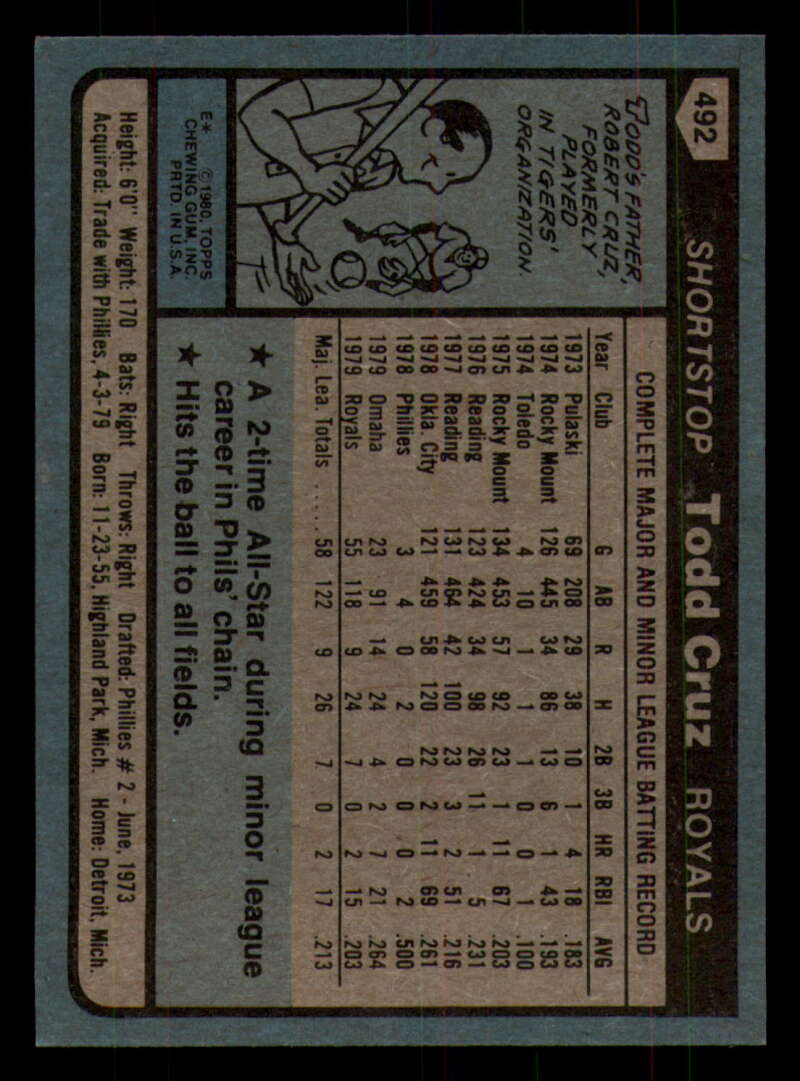 492
SHORTSTOP Todd Cruz ROYALS
TODD'S FATHER,
ROBERT CRUZ,
FORMERLY
PLAYED
IN TIGERS'
ORGANIZATION.
E* © 1980, TOPPS
CHEWING GUM, INC.
PRTD. IN U.S.A.
COMPLETE MAJOR AND MINOR LEAGUE BATTING RECORD
Year Club G AB R H 2B 3B HR RBI AVG
1973 Pulaski 69 208 29 38 10 1 4 18 .183
1974 Rocky Mount 126 445 34 86 13 6 1 43 .193
1974 Toledo 4 10 1 1 1 0 0 1 .100
1975 Rocky Mount 134 453 57 92 23 1 11 67 .203
1976 Reading 123 424 34 98 26 11 1 5 .231
1977 Reading 131 464 42 100 23 3 2 51 .216
1978 Okla. City 121 459 58 120 22 2 11 69 .261
1978 Phillies 3 4 0 2 0 0 0 2 .500
1979 Omaha 23 91 14 24 4 2 7 21 .264
1979 Royals 55 118 9 24 7 0 2 15 .203
Maj. Lea. Totals ..... 58 122 9 26 7 0 2 17 .213
★ A 2-time All-Star during minor league
career in Phils' chain.
★ Hits the ball to all fields.
Height: 6'0" Weight: 170 Bats: Right Throws: Right Drafted: Phillies # 2 - June, 1973
Acquired: Trade with Phillies, 4-3-79 Born: 11-23-55, Highland Park, Mich. Home: Detroit, Mich.